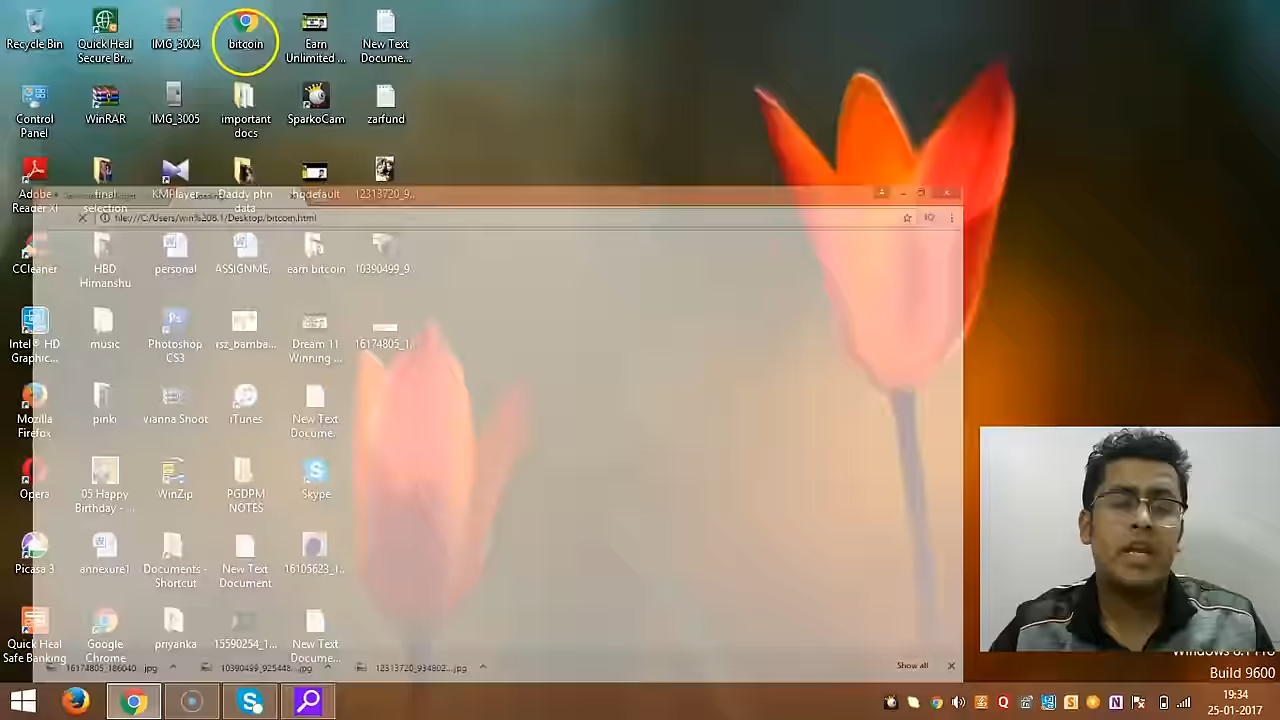 Recycle Bin
Quick Heal
Secure Br...
IMG_3004
bitcoin
Earn
Unlimited ...
New Text
Docume...
Control
Panel
WinRAR
IMG_3005
important
docs
SparkoCam
zarfund
Adobe
Reader XI
final
selection
KMPlayer
Daddy phn
data
hqdefault
12313720_9...
file:///C:/Users/win%208.1/Desktop/bitcoin.html
CCleaner
HBD
Himanshu
personal
ASSIGNME...
earn bitcoin
10390499_9...
Intel® HD
Graphic...
music
Photoshop
CS3
rsz_bamba...
Dream 11
Winning ...
16174805_1...
Mozilla
Firefox
pinki
vianna Shoot
iTunes
New Text
Docume...
Opera
05 Happy
Birthday - ...
WinZip
PGDPM
NOTES
Skype
Picasa 3
annexure1
Documents -
Shortcut
New Text
Document
16105623_1...
Quick Heal
Safe Banking
Google
Chrome
priyanka
15590254_1...
New Text
Docume...
16174805_186040....jpg
10390499_925448....jpg
12313720_934802....jpg
Show all
Windows 8.1 Pro
Build 9600
19:34
25-01-2017